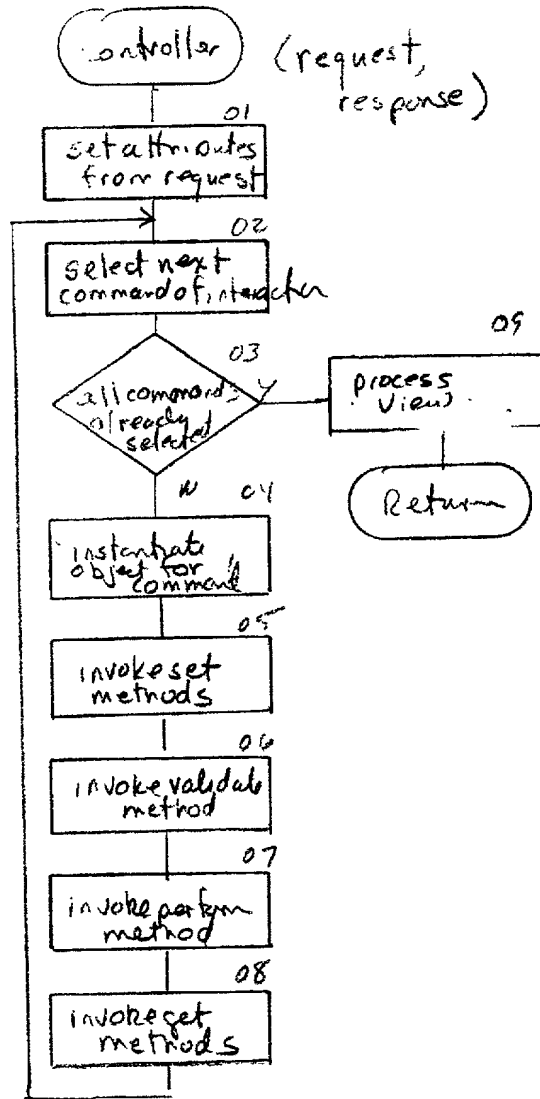 Controller
(request,
response)
01
set attributes
from request
02
select next
command of interaction
03
all commands
already
selected
Y
09
process
View
Return
N
04
instantiate
object for
command
05
invoke set
methods
06
invoke validate
method
07
invoke perform
method
08
invoke get
methods